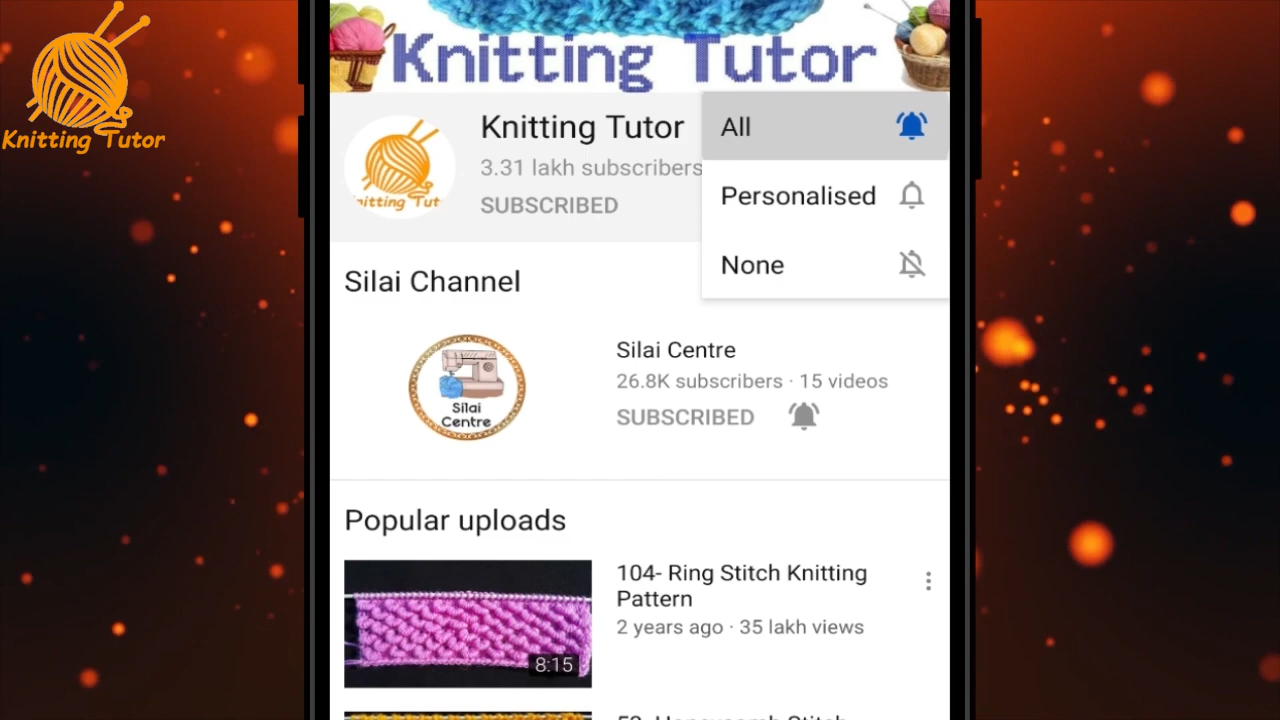 Knitting Tutor
Knitting Tutor
Knitting Tutor
3.31 lakh subscribers
SUBSCRIBED
All
Personalised
None
Silai Channel
Silai
Centre
Silai Centre
26.8K subscribers · 15 videos
SUBSCRIBED
Popular uploads
8:15
104- Ring Stitch Knitting
Pattern
2 years ago · 35 lakh views